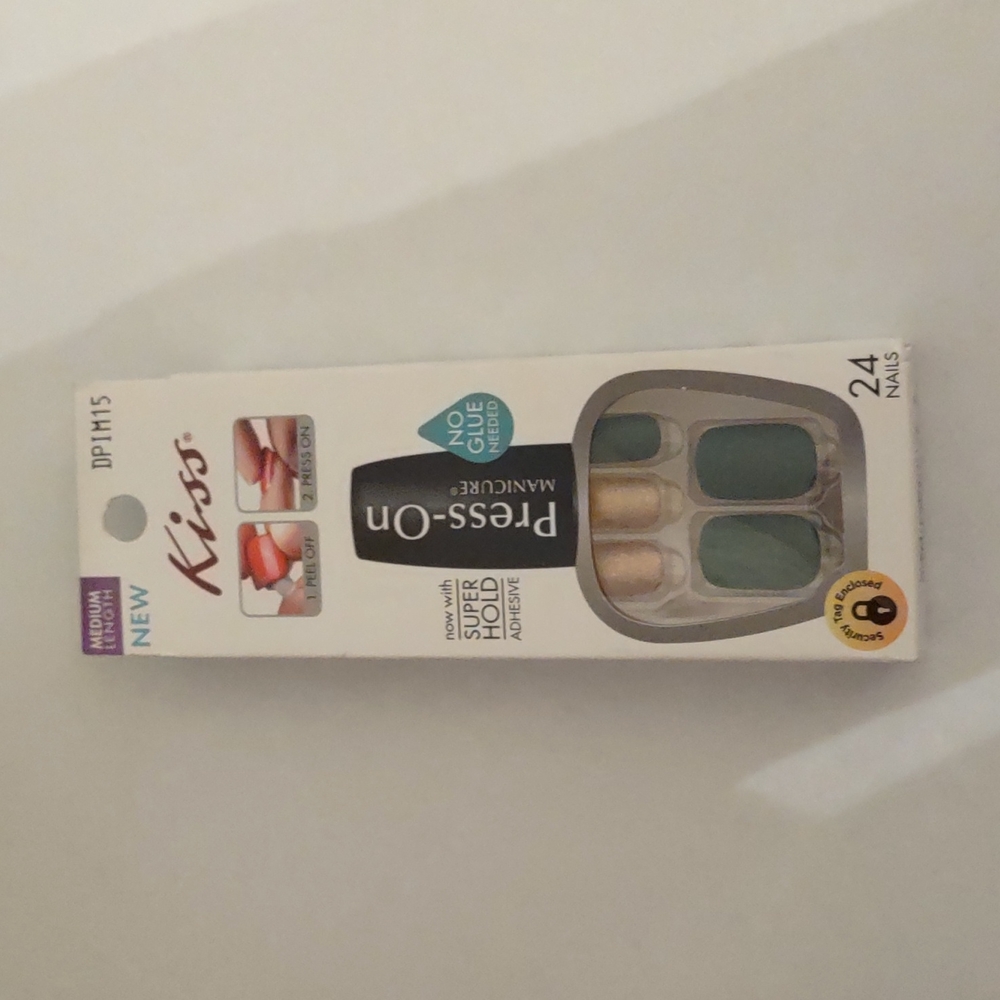 MEDIUM
LENGTH
NEW
DPIM15
Kiss®
1. PEEL OFF
2. PRESS ON
Press-On
MANICURE®
NO
GLUE
NEEDED
now with
SUPER
HOLD
ADHESIVE
Security Tag Enclosed
24
NAILS